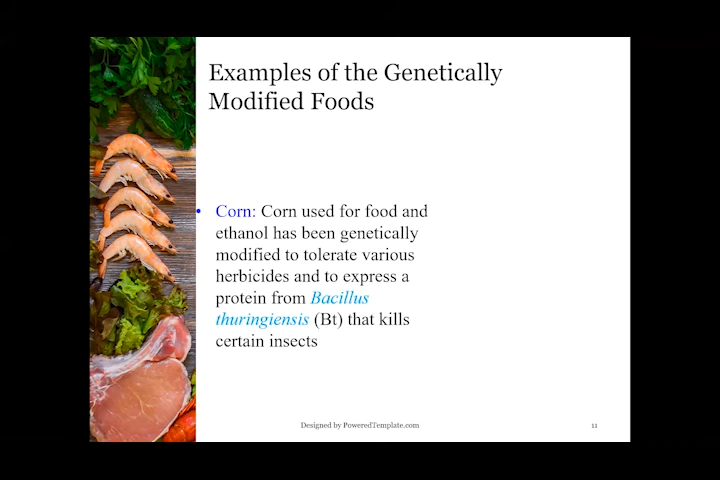 Examples of the Genetically
Modified Foods
• Corn: Corn used for food and
ethanol has been genetically
modified to tolerate various
herbicides and to express a
protein from Bacillus
thuringiensis (Bt) that kills
certain insects
Designed by PoweredTemplate.com
11